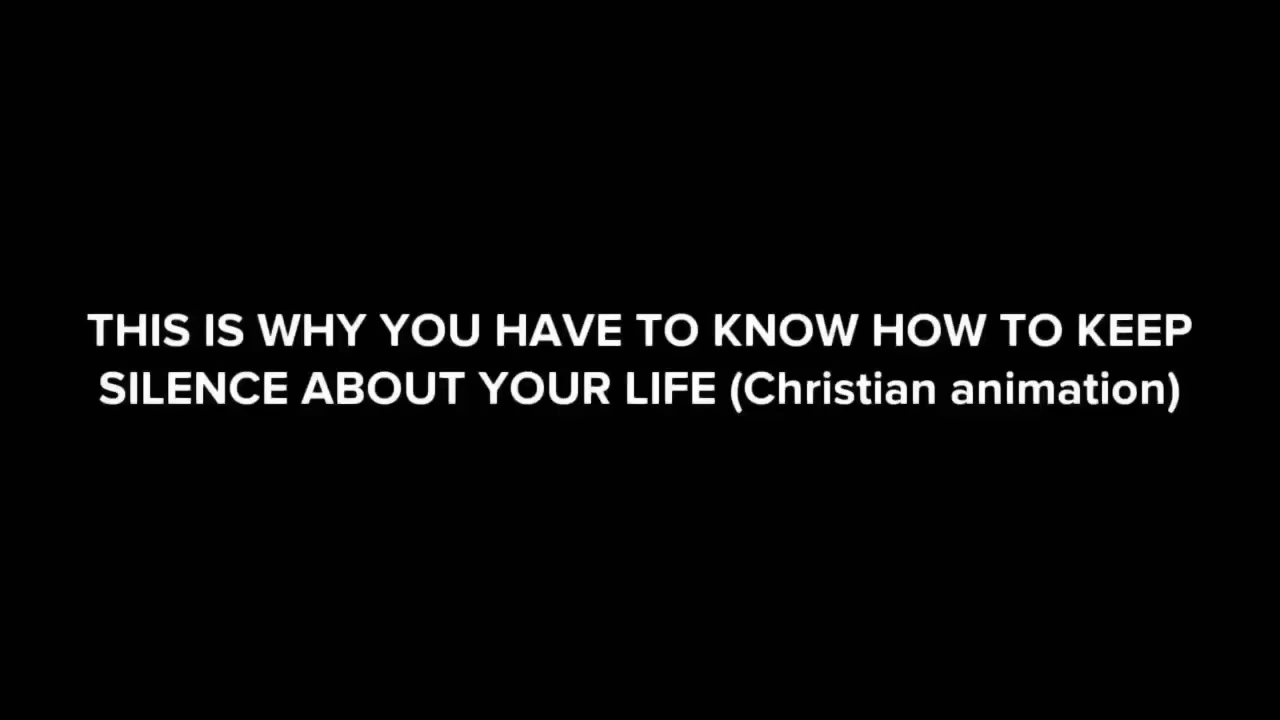 THIS IS WHY YOU HAVE TO KNOW HOW TO KEEP
SILENCE ABOUT YOUR LIFE (Christian animation)